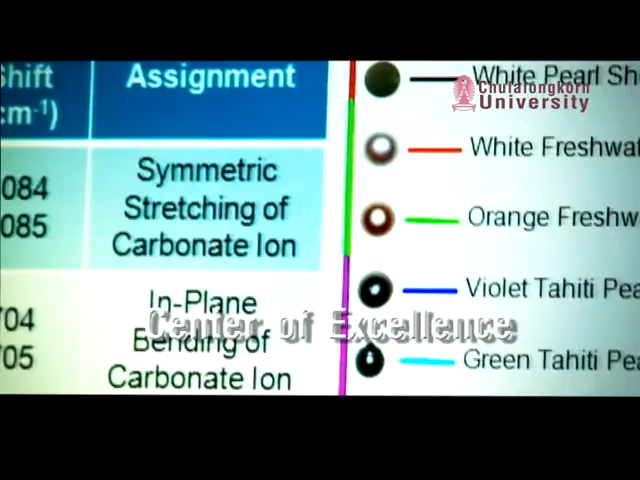 Shift
cm-1)
Assignment
084
085
Symmetric
Stretching of
Carbonate Ion
704
705
In-Plane
Bending of
Carbonate Ion
White Pearl Sh
White Freshwat
Orange Freshw
Violet Tahiti Pea
Green Tahiti Pea
Chulalongkorn
University
Center of Excellence